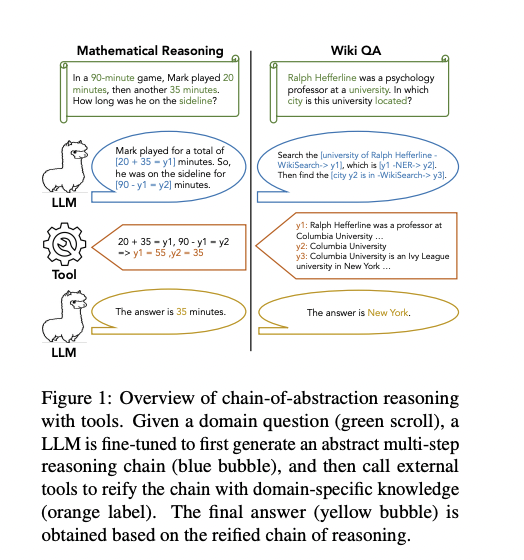 Mathematical Reasoning
Wiki QA
In a 90-minute game, Mark played 20
minutes, then another 35 minutes.
How long was he on the sideline?
Ralph Hefferline was a psychology
professor at a university. In which
city is this university located?
Mark played for a total of
[20 + 35 = y1] minutes. So,
he was on the sideline for
[90 - y1 = y2] minutes.
Search the [university of Ralph Hefferline -
WikiSearch-> y1], which is [y1 -NER-> y2].
Then find the [city y2 is in -WikiSearch-> y3].
LLM
20 + 35 = y1, 90 - y1 = y2
=> y1 = 55 ,y2 = 35
y1: Ralph Hefferline was a professor at
Columbia University ...
y2: Columbia University
y3: Columbia University is an Ivy League
university in New York ...
Tool
The answer is 35 minutes.
The answer is New York.
LLM
Figure 1: Overview of chain-of-abstraction reasoning
with tools. Given a domain question (green scroll), a
LLM is fine-tuned to first generate an abstract multi-step
reasoning chain (blue bubble), and then call external
tools to reify the chain with domain-specific knowledge
(orange label). The final answer (yellow bubble) is
obtained based on the reified chain of reasoning.